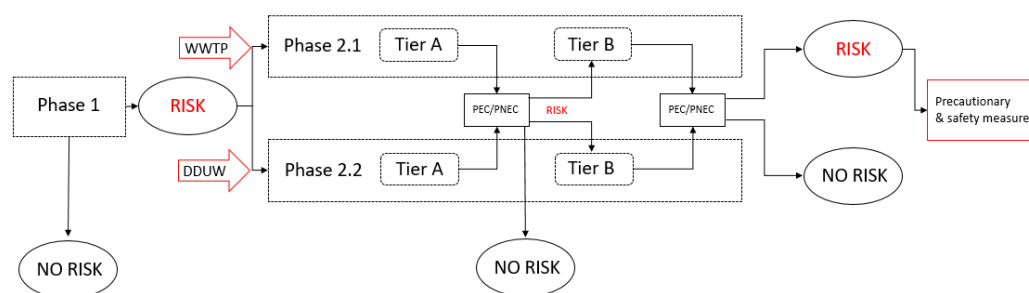 WWTP
Phase 2.1
Tier A
Tier B
RISK
Phase 1
RISK
PEC/PNEC
RISK
PEC/PNEC
Precautionary
& safety measure
DDUW
Phase 2.2
Tier A
Tier B
NO RISK
NO RISK
NO RISK